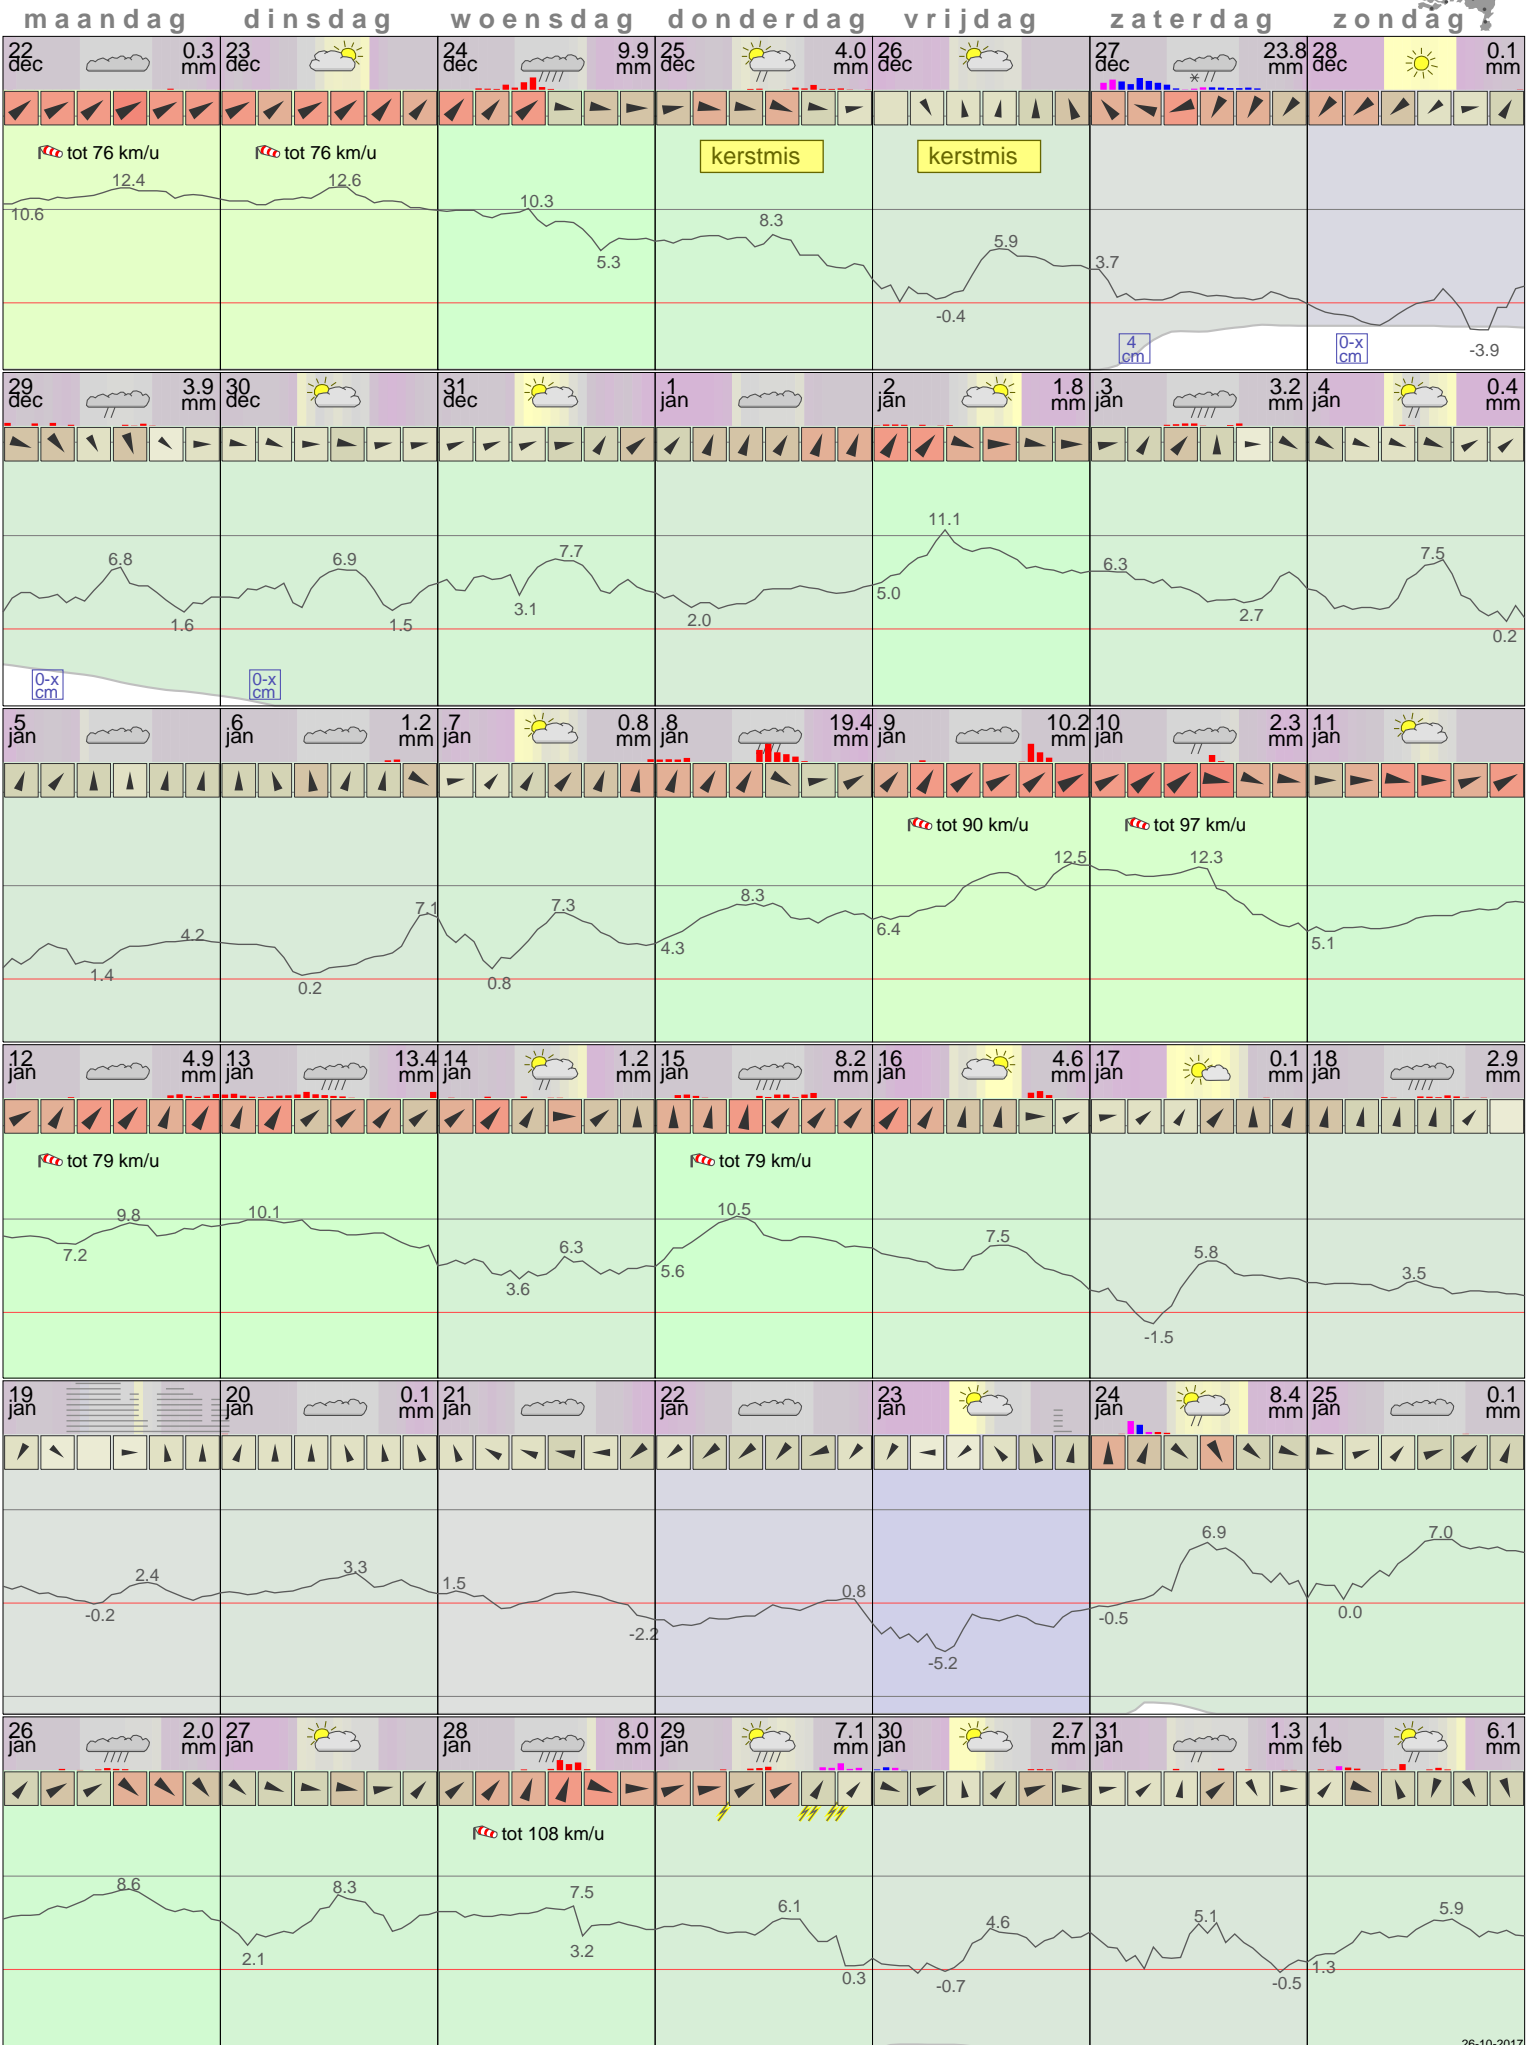 maandag dinsdag woensdag donderdag vrijdag zaterdag zondag
22 dec 0.3 mm 23 dec 24 dec 9.9 mm 25 dec 4.0 mm 26 dec 27 dec 23.8 mm 28 dec 0.1 mm
tot 76 km/u tot 76 km/u kerstmis kerstmis
10.6 12.4 12.6 10.3 5.3 8.3 -0.4 5.9 3.7 -3.9
4 cm 0-x cm
29 dec 3.9 mm 30 dec 31 dec 1 jan 2 jan 1.8 mm 3 jan 3.2 mm 4 jan 0.4 mm
6.8 1.6 6.9 1.5 3.1 7.7 2.0 5.0 11.1 6.3 2.7 7.5 0.2
0-x cm 0-x cm
5 jan 6 jan 1.2 mm 7 jan 0.8 mm 8 jan 19.4 9 jan 10.2 mm 10 jan 2.3 mm 11 jan
tot 90 km/u tot 97 km/u
1.4 4.2 0.2 7.1 0.8 7.3 4.3 8.3 6.4 12.5 12.3 5.1
12 jan 4.9 mm 13 jan 13.4 mm 14 jan 1.2 mm 15 jan 8.2 mm 16 jan 4.6 mm 17 jan 0.1 mm 18 jan 2.9 mm
tot 79 km/u tot 79 km/u
7.2 9.8 10.1 3.6 6.3 5.6 10.5 7.5 -1.5 5.8 3.5
19 jan 20 jan 0.1 mm 21 jan 22 jan 23 jan 24 jan 8.4 mm 25 jan 0.1 mm
-0.2 2.4 3.3 1.5 -2.2 0.8 -5.2 -0.5 6.9 0.0 7.0
26 jan 2.0 mm 27 jan 28 jan 8.0 mm 29 jan 7.1 mm 30 jan 2.7 mm 31 jan 1.3 mm 1 feb 6.1 mm
tot 108 km/u
8.6 2.1 8.3 7.5 3.2 6.1 0.3 -0.7 4.6 5.1 -0.5 1.3 5.9
26-10-2017